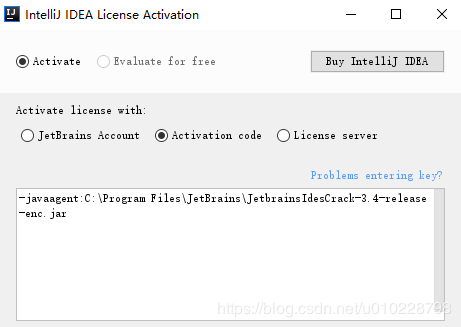 IntelliJ IDEA License Activation
Activate
Evaluate for free
Buy IntelliJ IDEA
Activate license with:
JetBrains Account
Activation code
License server
Problems entering key?
-javaagent:C:\Program Files\JetBrains\JetbrainsIdesCrack-3.4-release
-enc.jar
https://blog.csdn.net/u010228798